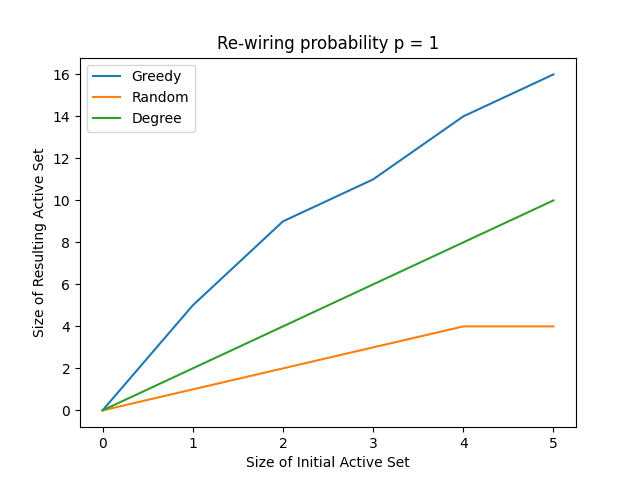 Re-wiring probability p = 1
Greedy
Random
Degree
16
14
12
10
8
6
4
2
0
Size of Resulting Active Set
0 1 2 3 4 5
Size of Initial Active Set